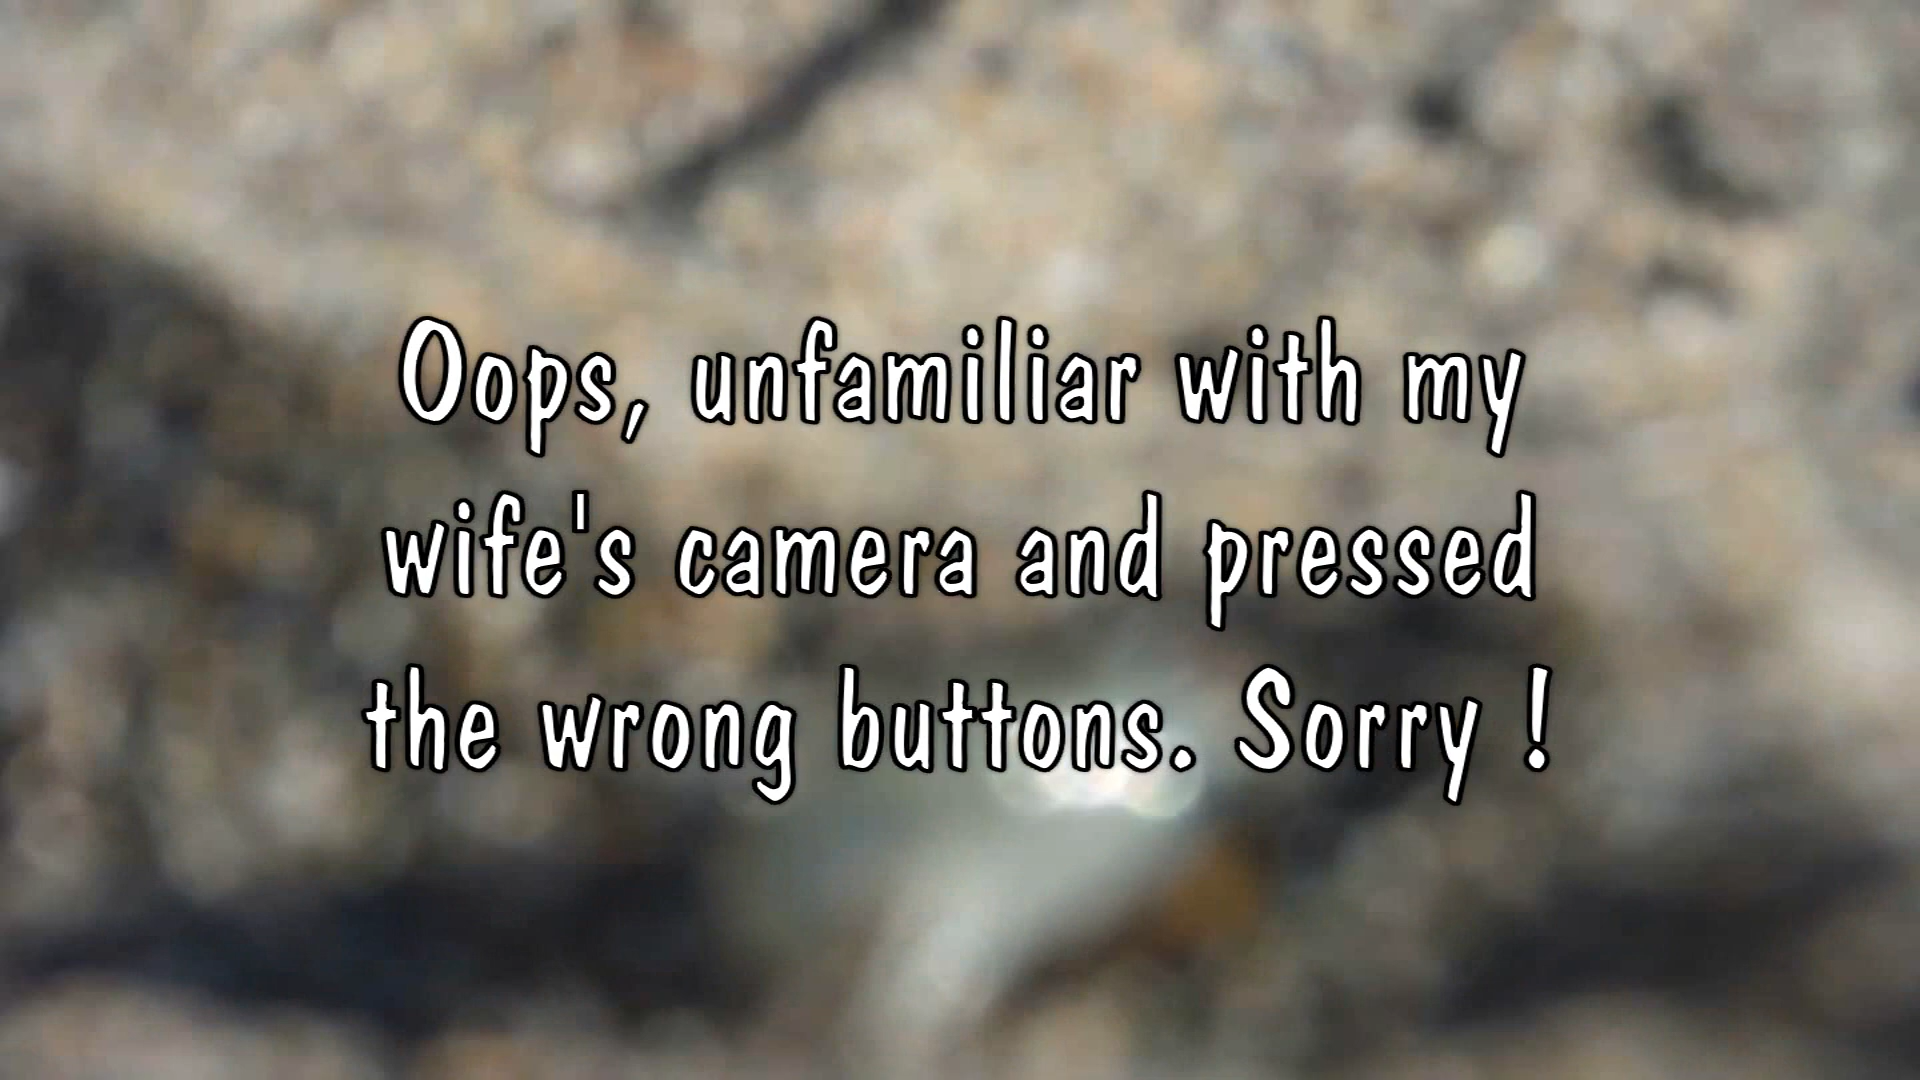 Oops, unfamiliar with my
wife's camera and pressed
the wrong buttons. Sorry !